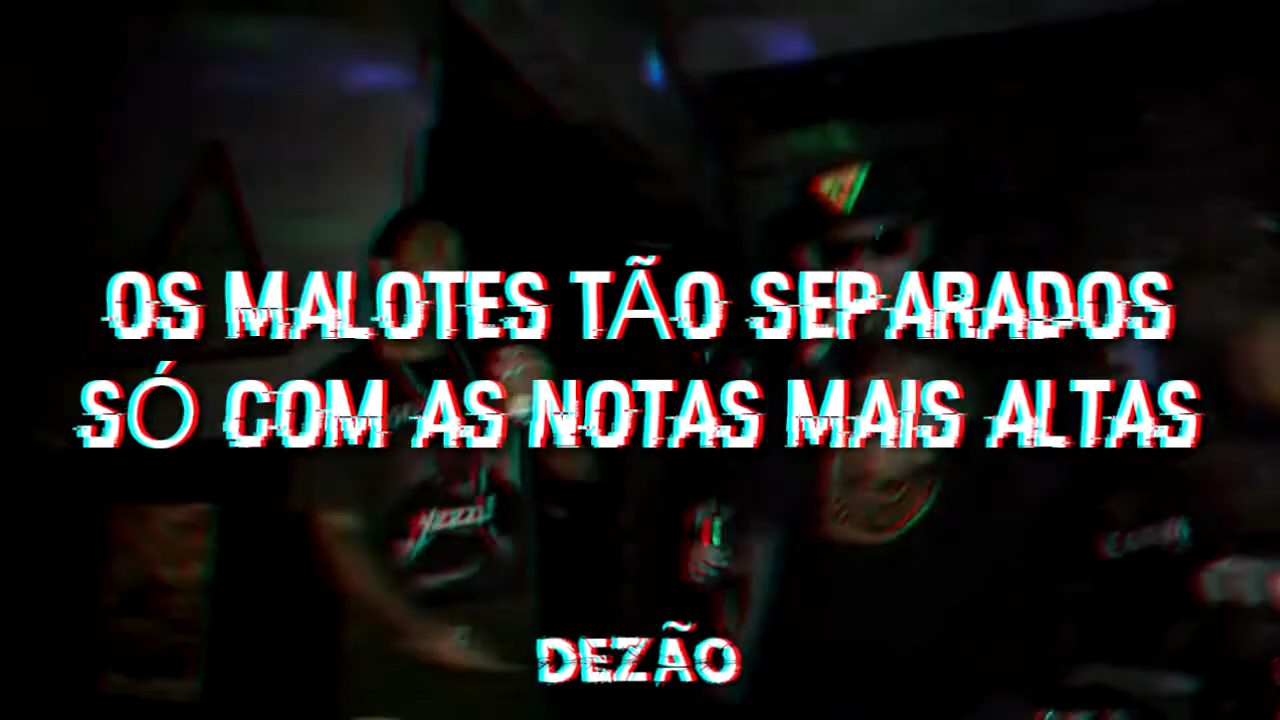 OS MALOTES TÃO SEPARADOS
SÓ COM AS NOTAS MAIS ALTAS
DEZÃO